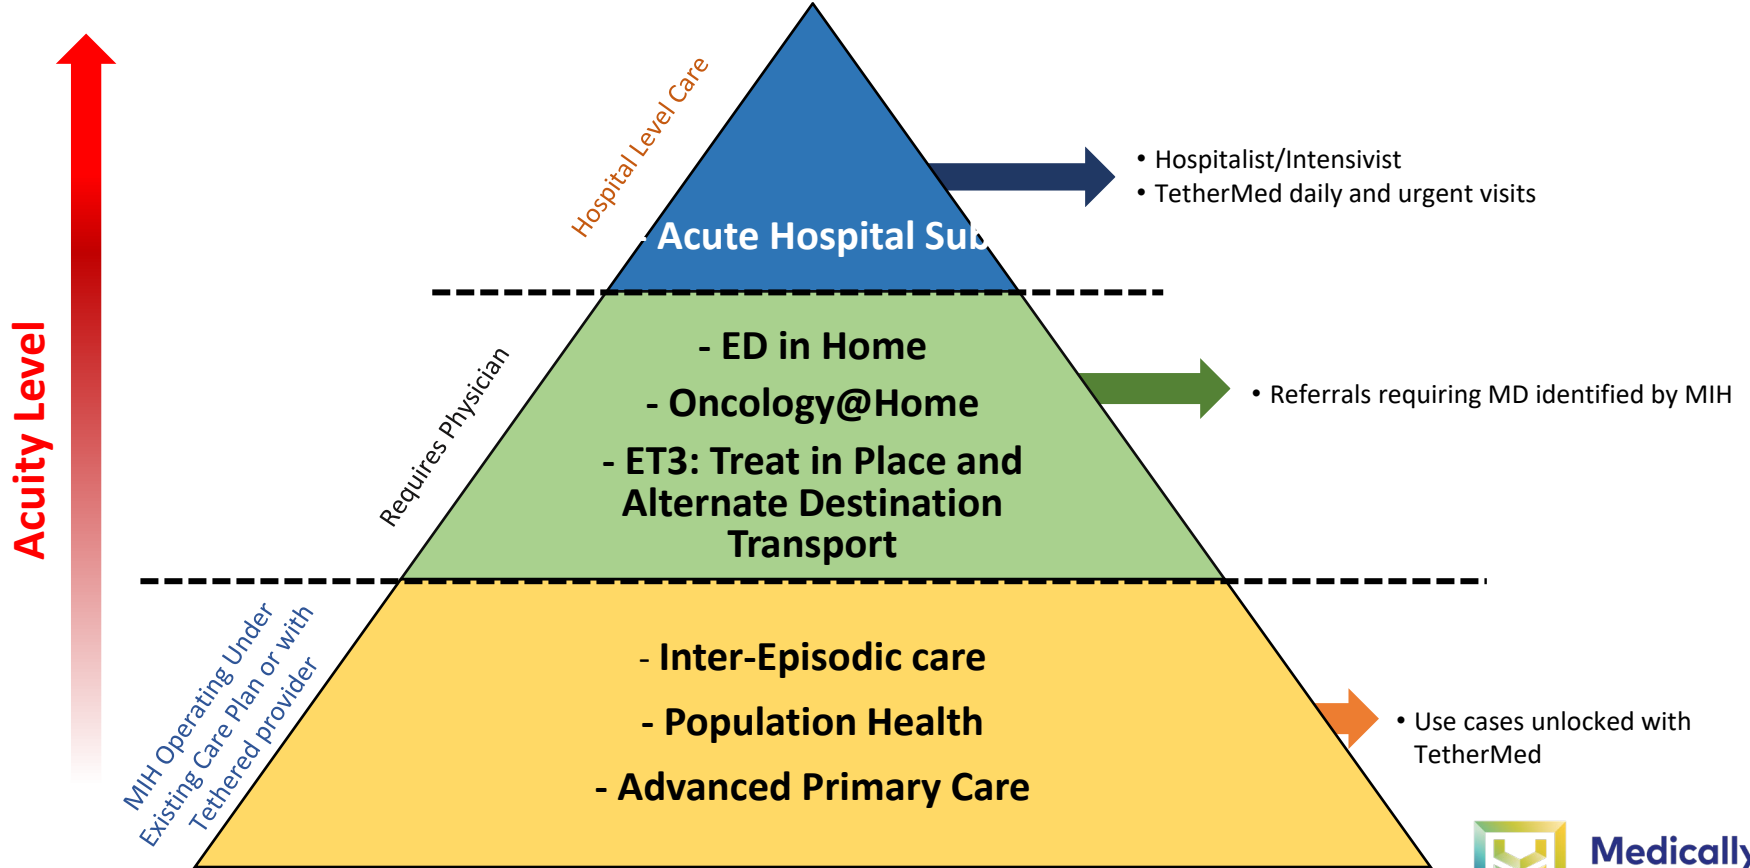 Acuity Level
Hospital Level Care
- Acute Hospital Sub
• Hospitalist/Intensivist
• TetherMed daily and urgent visits
Requires Physician
- ED in Home
- Oncology@Home
- ET3: Treat in Place and
Alternate Destination
Transport
• Referrals requiring MD identified by MIH
MIH Operating Under
Existing Care Plan or with
Tethered provider
- Inter-Episodic care
- Population Health
- Advanced Primary Care
• Use cases unlocked with
TetherMed
Medically